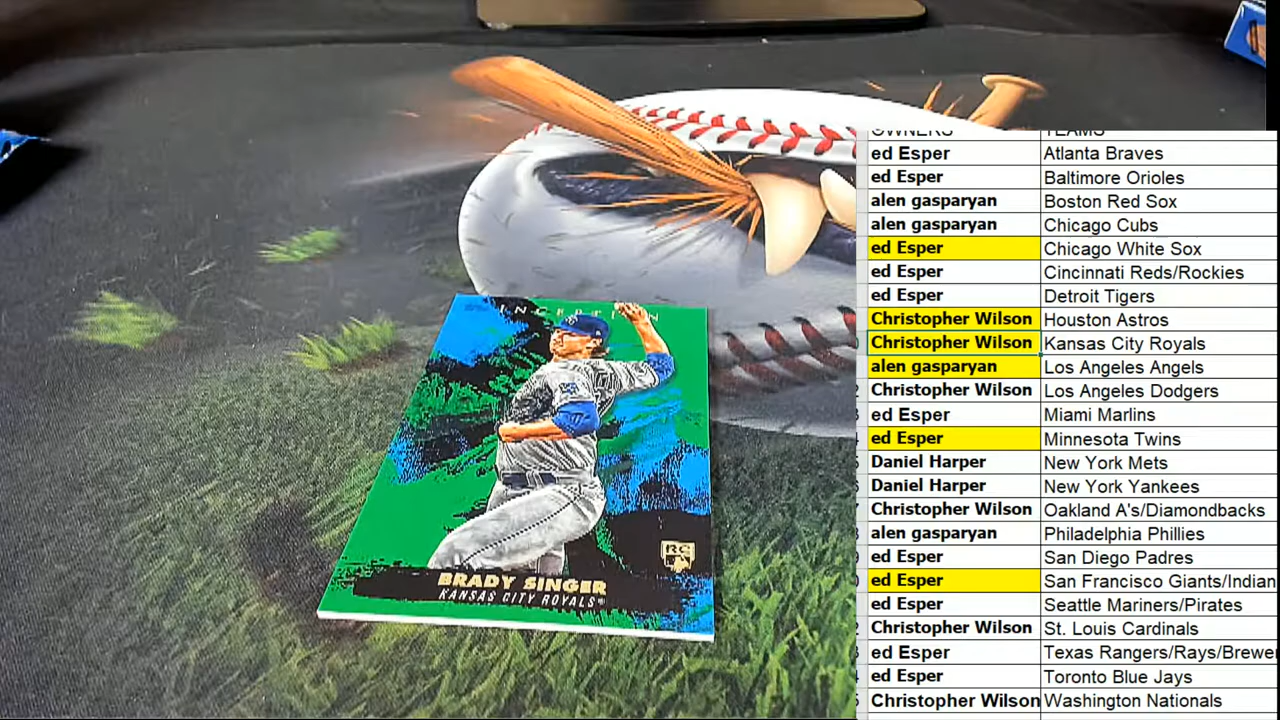 OWNERS TEAMS
ed Esper Atlanta Braves
ed Esper Baltimore Orioles
alen gasparyan Boston Red Sox
alen gasparyan Chicago Cubs
ed Esper Chicago White Sox
ed Esper Cincinnati Reds/Rockies
ed Esper Detroit Tigers
Christopher Wilson Houston Astros
Christopher Wilson Kansas City Royals
alen gasparyan Los Angeles Angels
Christopher Wilson Los Angeles Dodgers
ed Esper Miami Marlins
ed Esper Minnesota Twins
Daniel Harper New York Mets
Daniel Harper New York Yankees
Christopher Wilson Oakland A's/Diamondbacks
alen gasparyan Philadelphia Phillies
ed Esper San Diego Padres
ed Esper San Francisco Giants/Indian
ed Esper Seattle Mariners/Pirates
Christopher Wilson St. Louis Cardinals
ed Esper Texas Rangers/Rays/Brewe
ed Esper Toronto Blue Jays
Christopher Wilson Washington Nationals
INCEPTION
RC
BRADY SINGER
KANSAS CITY ROYALS®